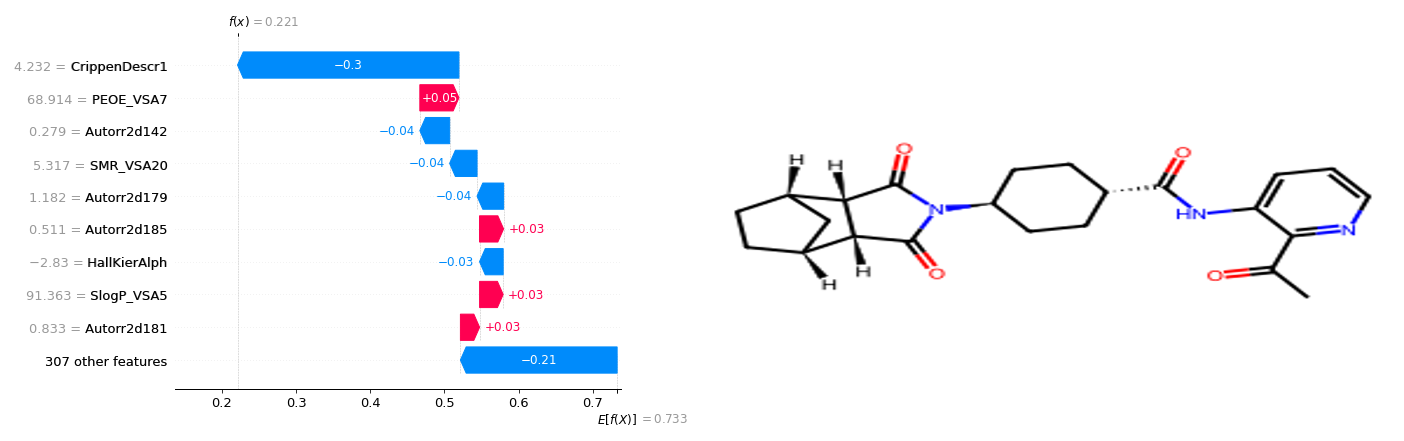 f(x) = 0.221
4.232 = CrippenDescr1
−0.3
68.914 = PEOE_VSA7
+0.05
0.279 = Autorr2d142
−0.04
5.317 = SMR_VSA20
−0.04
1.182 = Autorr2d179
−0.04
0.511 = Autorr2d185
+0.03
−2.83 = HallKierAlph
−0.03
91.363 = SlogP_VSA5
+0.03
0.833 = Autorr2d181
+0.03
307 other features
−0.21
0.2 0.3 0.4 0.5 0.6 0.7
E[f(X)] = 0.733
H
H
O
N
O
H
H
O
HN
N
O